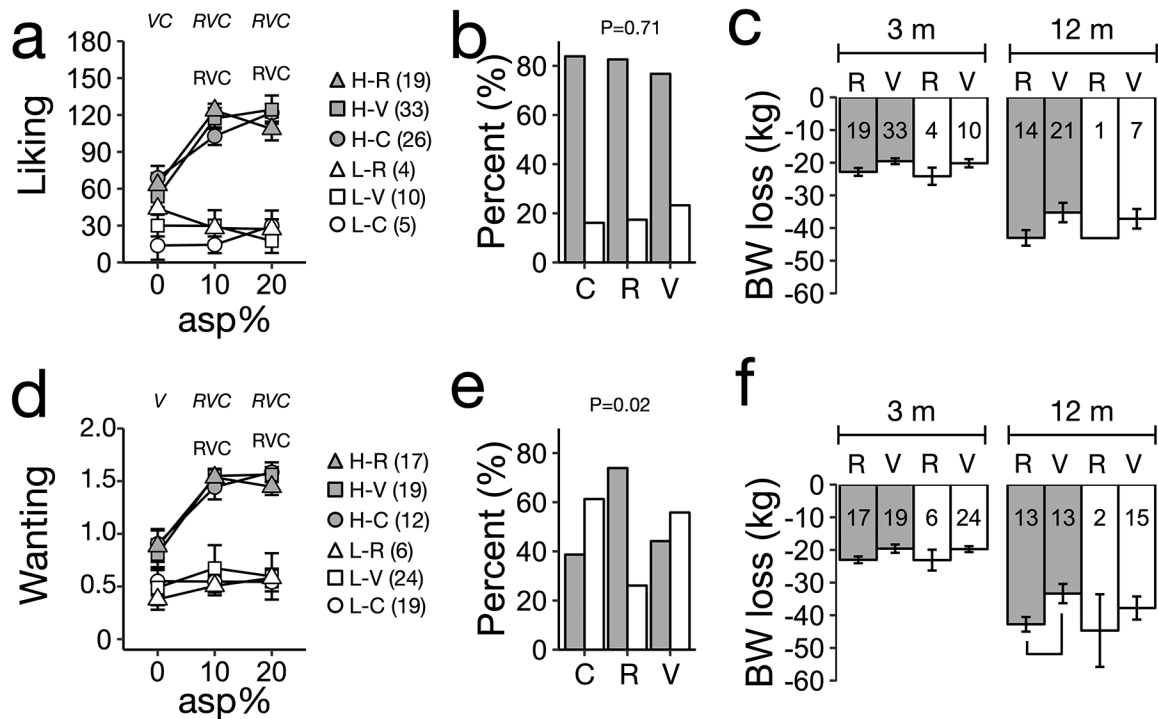 a
VC RVC RVC
180
150
120
90
60
30
0
Liking
RVC RVC
0 10 20
asp%
H-R (19)
H-V (33)
H-C (26)
L-R (4)
L-V (10)
L-C (5)
b
P=0.71
Percent (%)
80
60
40
20
0
C R V
c
3 m 12 m
R V R V R V R V
BW loss (kg)
0
-10
-20
-30
-40
-50
-60
19 33 4 10 14 21 1 7
d
V RVC RVC
2.0
1.5
1.0
0.5
0
Wanting
RVC RVC
0 10 20
asp%
H-R (17)
H-V (19)
H-C (12)
L-R (6)
L-V (24)
L-C (19)
e
P=0.02
Percent (%)
80
60
40
20
0
C R V
f
3 m 12 m
R V R V R V R V
BW loss (kg)
0
-10
-20
-30
-40
-50
-60
17 19 6 24 13 13 2 15